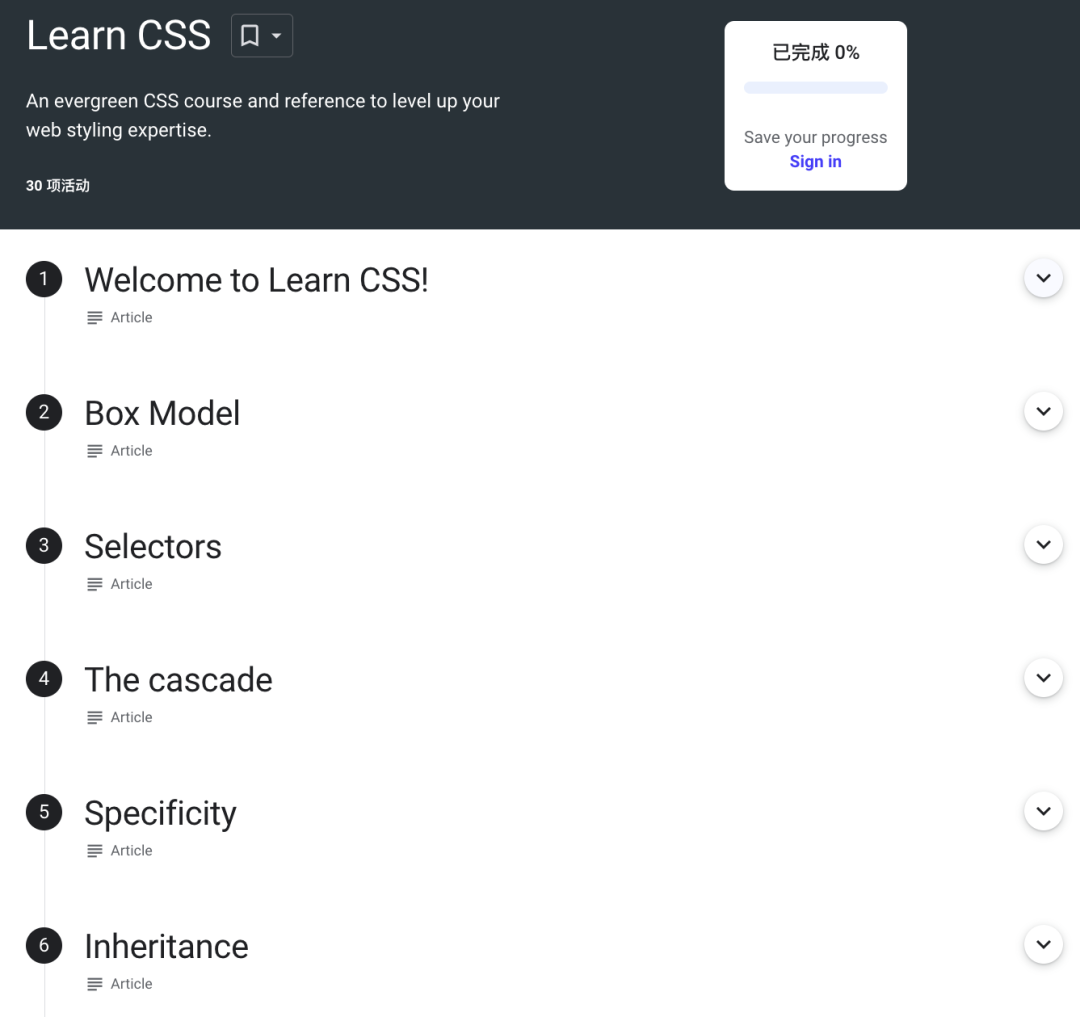 Learn CSS
An evergreen CSS course and reference to level up your
web styling expertise.
30 项活动
已完成 0%
Save your progress
Sign in
1
Welcome to Learn CSS!
Article
2
Box Model
Article
3
Selectors
Article
4
The cascade
Article
5
Specificity
Article
6
Inheritance
Article